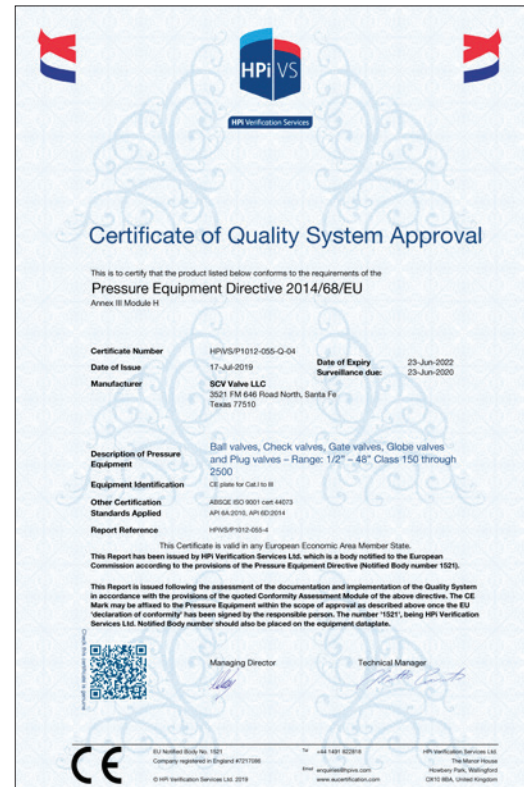 HPi VS
HPi Verification Services
Certificate of Quality System Approval
This is to certify that the product listed below conforms to the requirements of the
Pressure Equipment Directive 2014/68/EU
Annex III Module H
Certificate Number HPiVS/P1012-055-Q-04
Date of Issue 17-Jul-2019 Date of Expiry 23-Jun-2022
Surveillance due: 23-Jun-2020
Manufacturer SCV Valve LLC
3521 FM 646 Road North, Santa Fe
Texas 77510
Description of Pressure Equipment Ball valves, Check valves, Gate valves, Globe valves
and Plug valves – Range: 1/2" – 48" Class 150 through
2500
Equipment Identification CE plate for Cat.I to III
Other Certification ABSQE ISO 9001 cert 44073
Standards Applied API 6A:2010, API 6D:2014
Report Reference HPiVS/P1012-055-4
This Certificate is valid in any European Economic Area Member State.
This Report has been issued by HPi Verification Services Ltd. which is a body notified to the European
Commission according to the provisions of the Pressure Equipment Directive (Notified Body number 1521).
This Report is issued following the assessment of the documentation and implementation of the Quality System
in accordance with the provisions of the quoted Conformity Assessment Module of the above directive. The CE
Mark may be affixed to the Pressure Equipment within the scope of approval as described above once the EU
'declaration of conformity' has been signed by the responsible person. The number '1521', being HPi Verification
Services Ltd. Notified Body number should also be placed on the equipment dataplate.
Check this certificate is genuine
Managing Director Technical Manager
CE
EU Notified Body No. 1521
Company registered in England #7217086
© HPi Verification Services Ltd. 2019
Tel +44 1491 822818
Email enquiries@hpivs.com
www.eucertification.com
HPi Verification Services Ltd.
The Manor House
Howbery Park, Wallingford
OX10 8BA, United Kingdom